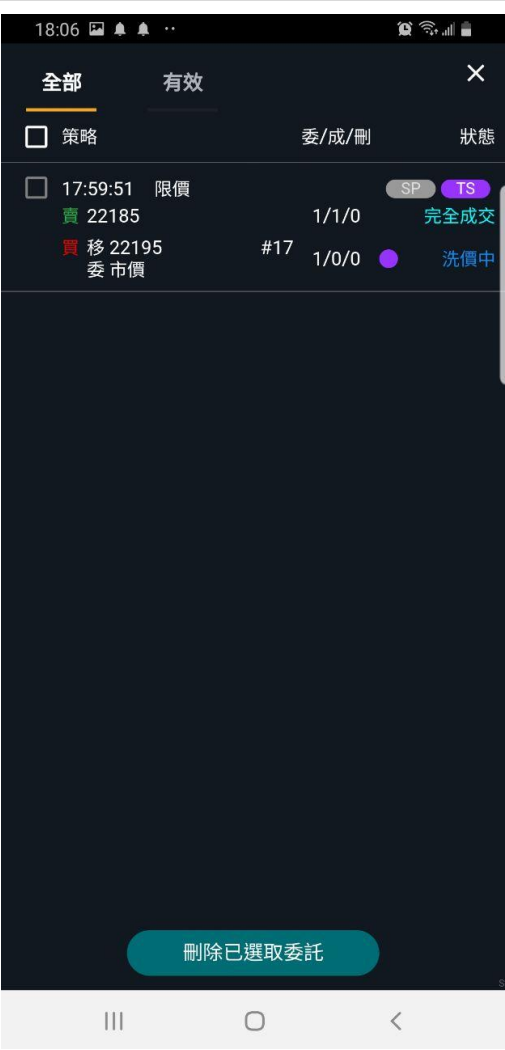 18:06
全部 有效
策略 委/成/刪 狀態
17:59:51 限價 SP TS
賣 22185 1/1/0 完全成交
買 移 22195 #17 1/0/0 洗價中
委 市價
刪除已選取委託
S